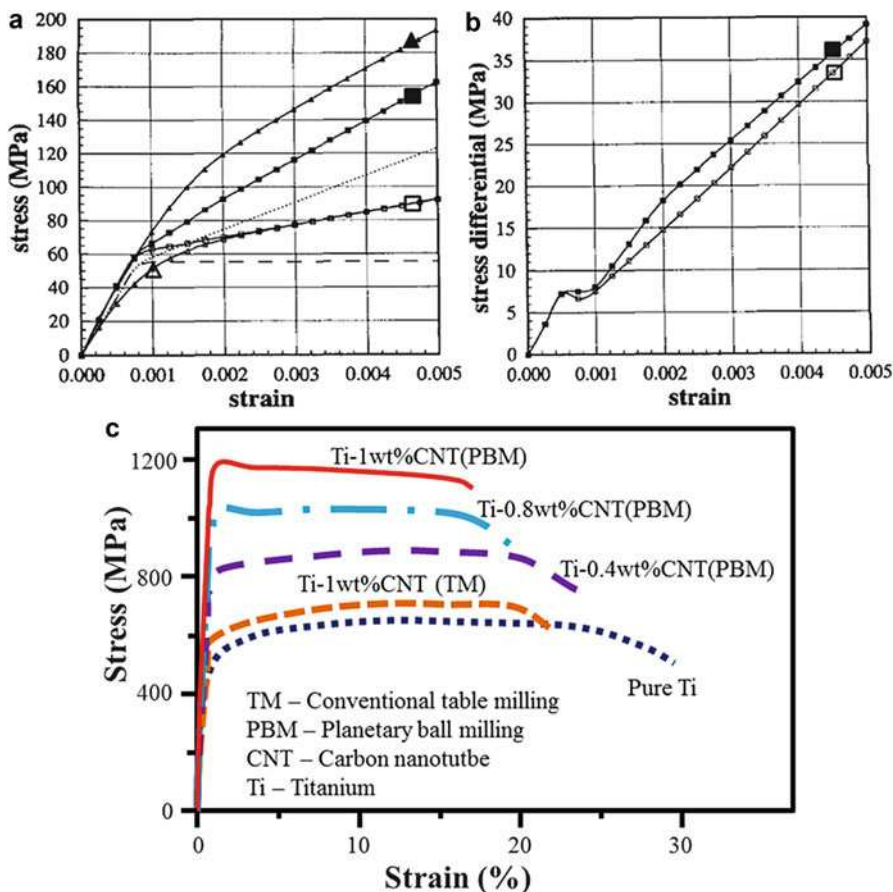 a
200
180
160
140
120
100
80
60
40
20
0
stress (MPa)
0.000 0.001 0.002 0.003 0.004 0.005
strain
b
40
35
30
25
20
15
10
5
0
stress differential (MPa)
0.000 0.001 0.002 0.003 0.004 0.005
strain
c
1200
800
400
0
Stress (MPa)
Ti-1wt%CNT(PBM)
Ti-0.8wt%CNT(PBM)
Ti-0.4wt%CNT(PBM)
Ti-1wt%CNT (TM)
Pure Ti
TM – Conventional table milling
PBM – Planetary ball milling
CNT – Carbon nanotutbe
Ti – Titanium
0 10 20 30
Strain (%)